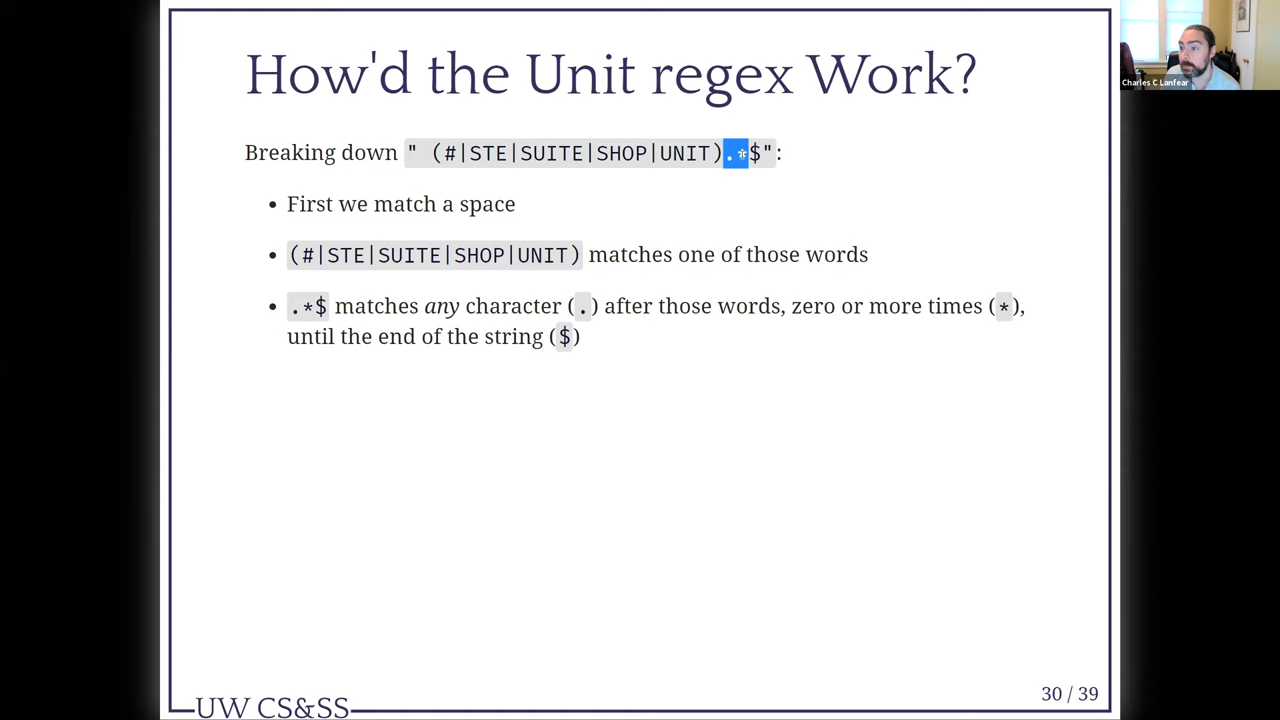 How'd the Unit regex Work?
Charles C Lanfear
Breaking down " (#|STE|SUITE|SHOP|UNIT).*$":
• First we match a space
• (#|STE|SUITE|SHOP|UNIT) matches one of those words
• .*$ matches any character (.) after those words, zero or more times (*),
until the end of the string ($)
30 / 39
UW CS&SS